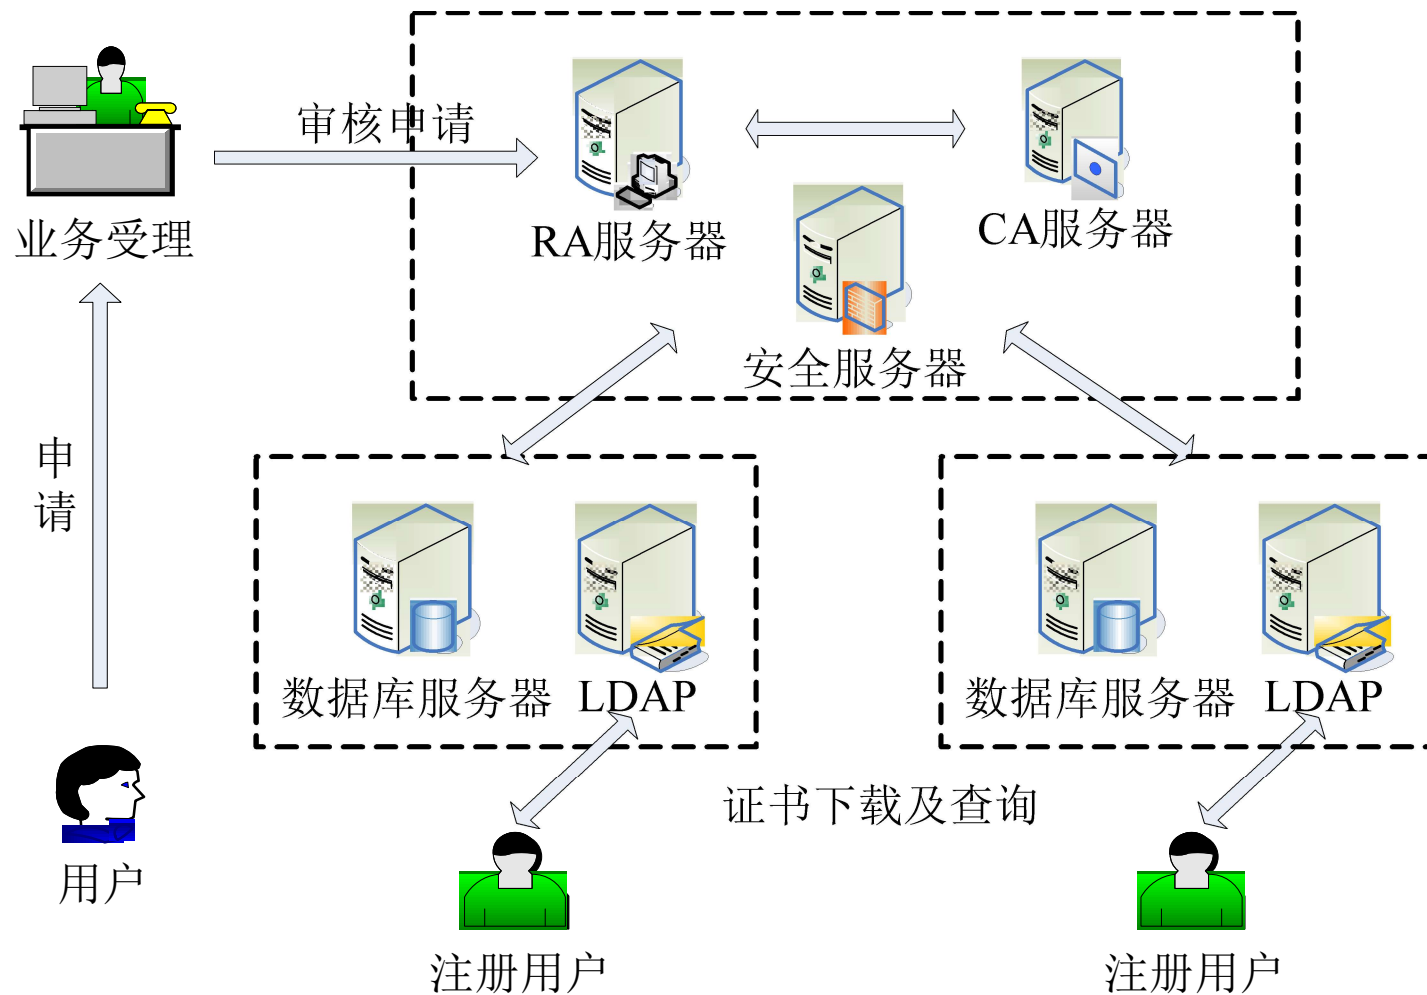 审核申请
业务受理
RA服务器
CA服务器
安全服务器
申
请
数据库服务器
LDAP
数据库服务器
LDAP
证书下载及查询
用户
注册用户
注册用户